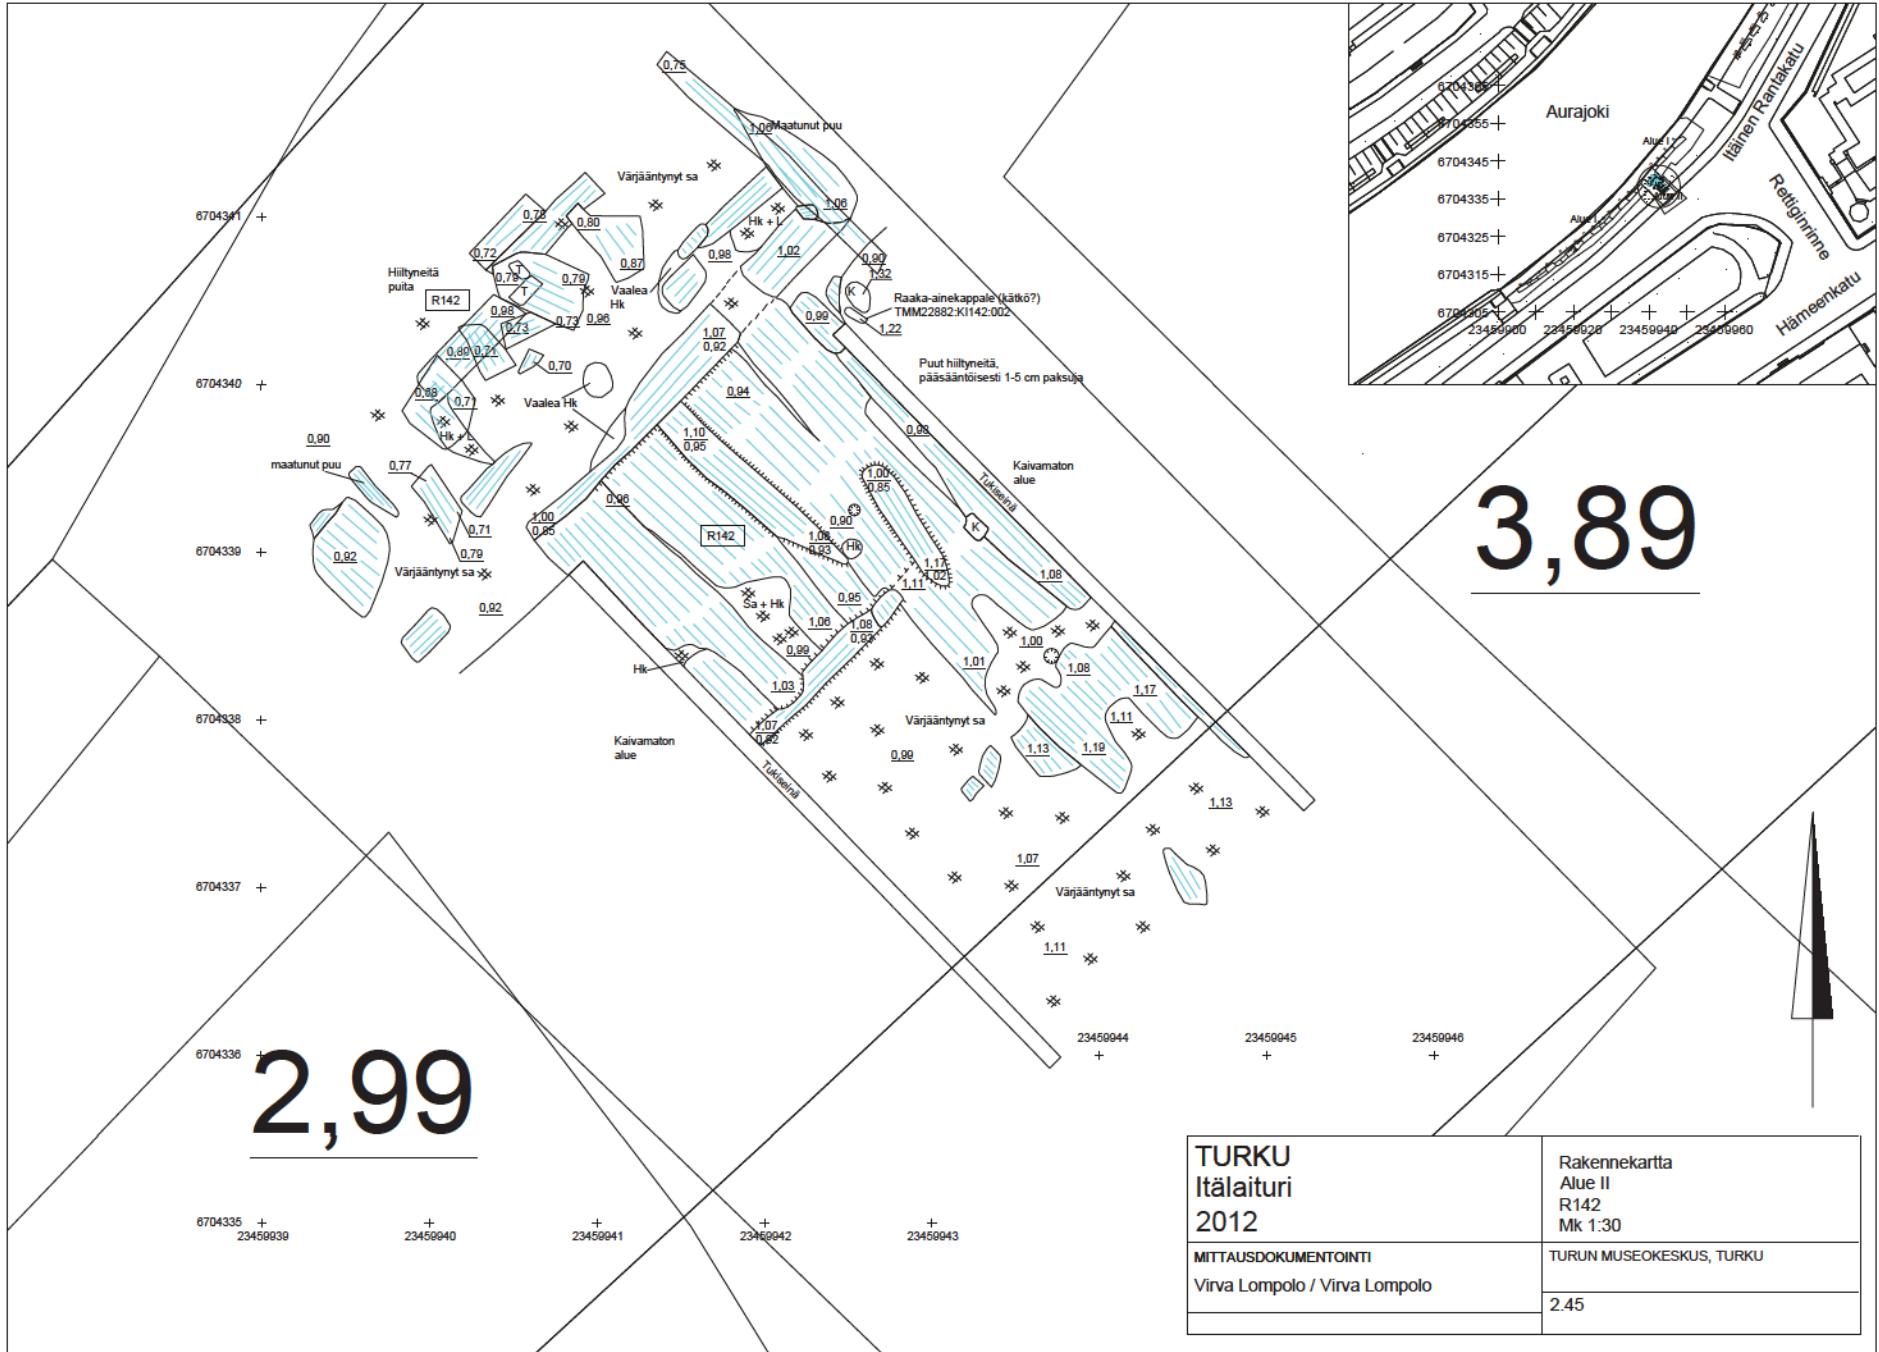 0,75
1,06
Maatunut puu
Värjääntynyt sa
6704341
0,78
0,80
Hk + L
1,06
0,72
0,87
0,98
1,02
0,90
1,32
Hiiltyneitä
puita
R142
0,79
T
T
0,79
Vaalea
Hk
K
Raaka-ainekappale (kätkö?)
TMM22882:KI142:002
1,22
0,98
0,73
0,73
0,96
0,99
1,07
0,92
0,71
0,70
Puut hiiltyneitä,
pääsääntöisesti 1-5 cm paksuja
6704340
0,68
0,71
Vaalea Hk
0,94
Hk + L
0,90
maatunut puu
0,77
1,10
0,95
0,98
Kaivamaton
alue
Tukiseinä
1,00
0,85
0,96
1,00
0,85
0,71
0,79
R142
0,90
1,08
0,93
Hk
K
6704339
0,92
Värjääntynyt sa
0,92
1,17
1,02
1,11
1,08
Sa + Hk
0,95
1,06
1,08
0,93
0,99
Hk
1,03
1,01
1,00
1,08
1,17
6704338
1,07
0,82
Värjääntynyt sa
1,11
Kaivamaton
alue
Tukiseinä
0,99
1,13
1,19
1,13
1,07
6704337
Värjääntynyt sa
1,11
3,89
2,99
6704336
23459944
23459945
23459946
6704335
23459939
23459940
23459941
23459942
23459943
6704365
6704355
6704345
6704335
6704325
6704315
6704305
23459900
23459920
23459940
23459960
Aurajoki
Alue I
Alue I
Itäinen Rantakatu
Rettiginrinne
Hämeenkatu
TURKU
Itälaituri
2012
Rakennekartta
Alue II
R142
Mk 1:30
MITTAUSDOKUMENTOINTI
Virva Lompolo / Virva Lompolo
TURUN MUSEOKESKUS, TURKU
2.45